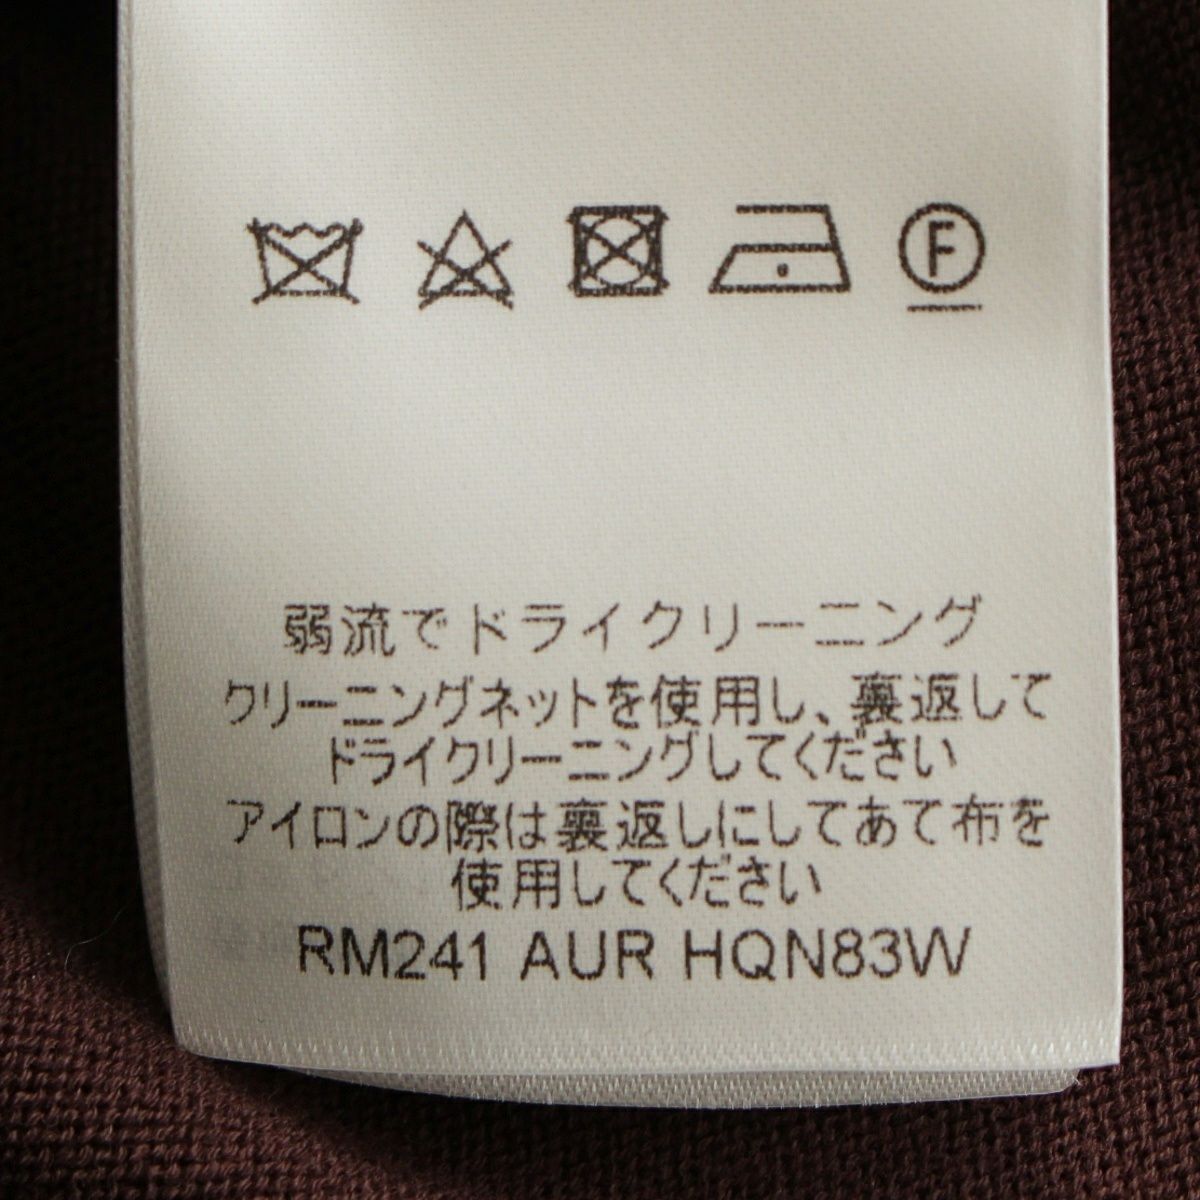 F
弱流でドライクリーニング
クリーニングネットを使用し、裏返して
ドライクリーニングしてください
アイロンの際は裏返しにしてあて布を
使用してください
RM241 AUR HQN83W